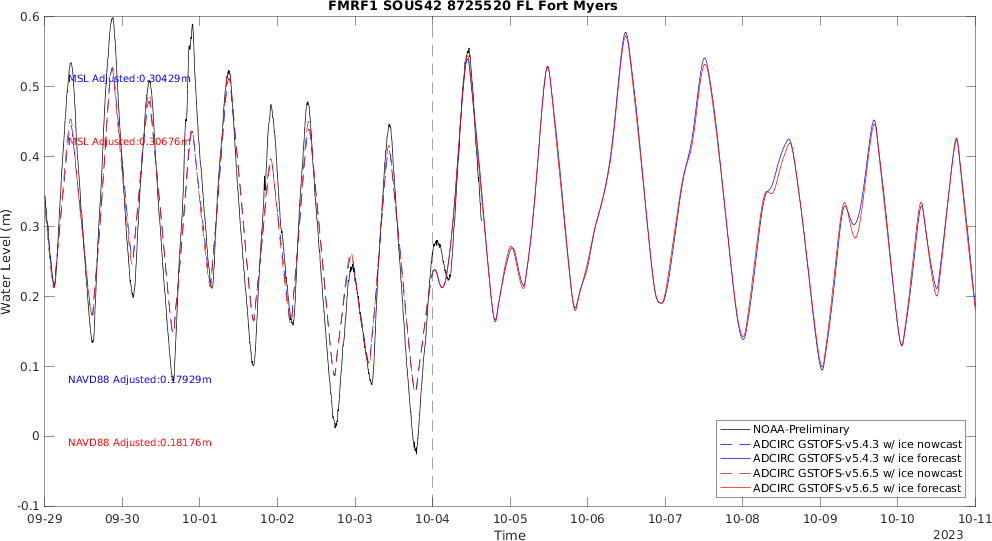 FMRF1 SOUS42 8725520 FL Fort Myers
Water Level (m)
0.6
0.5
0.4
0.3
0.2
0.1
0
-0.1
MSL Adjusted:0.30429m
MSL Adjusted:0.30676m
NAVD88 Adjusted:0.17929m
NAVD88 Adjusted:0.18176m
NOAA-Preliminary
ADCIRC GSTOFS-v5.4.3 w/ ice nowcast
ADCIRC GSTOFS-v5.4.3 w/ ice forecast
ADCIRC GSTOFS-v5.6.5 w/ ice nowcast
ADCIRC GSTOFS-v5.6.5 w/ ice forecast
09-29 09-30 10-01 10-02 10-03 10-04 10-05 10-06 10-07 10-08 10-09 10-10 10-11
Time
2023